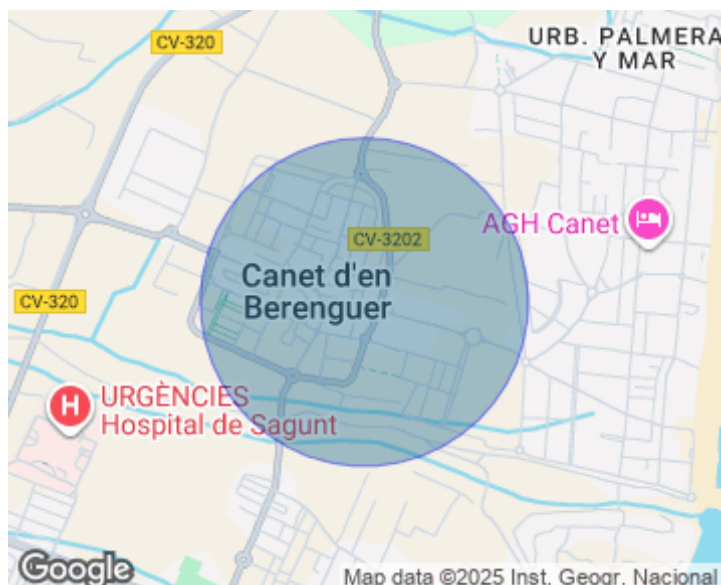 CV-320
URB. PALMERA
Y MAR
CV-3202
AGH Canet
Canet d'en
Berenguer
CV-320
H
URGÈNCIES
Hospital de Sagunt
Google
Map data ©2025 Inst. Geogr. Nacional